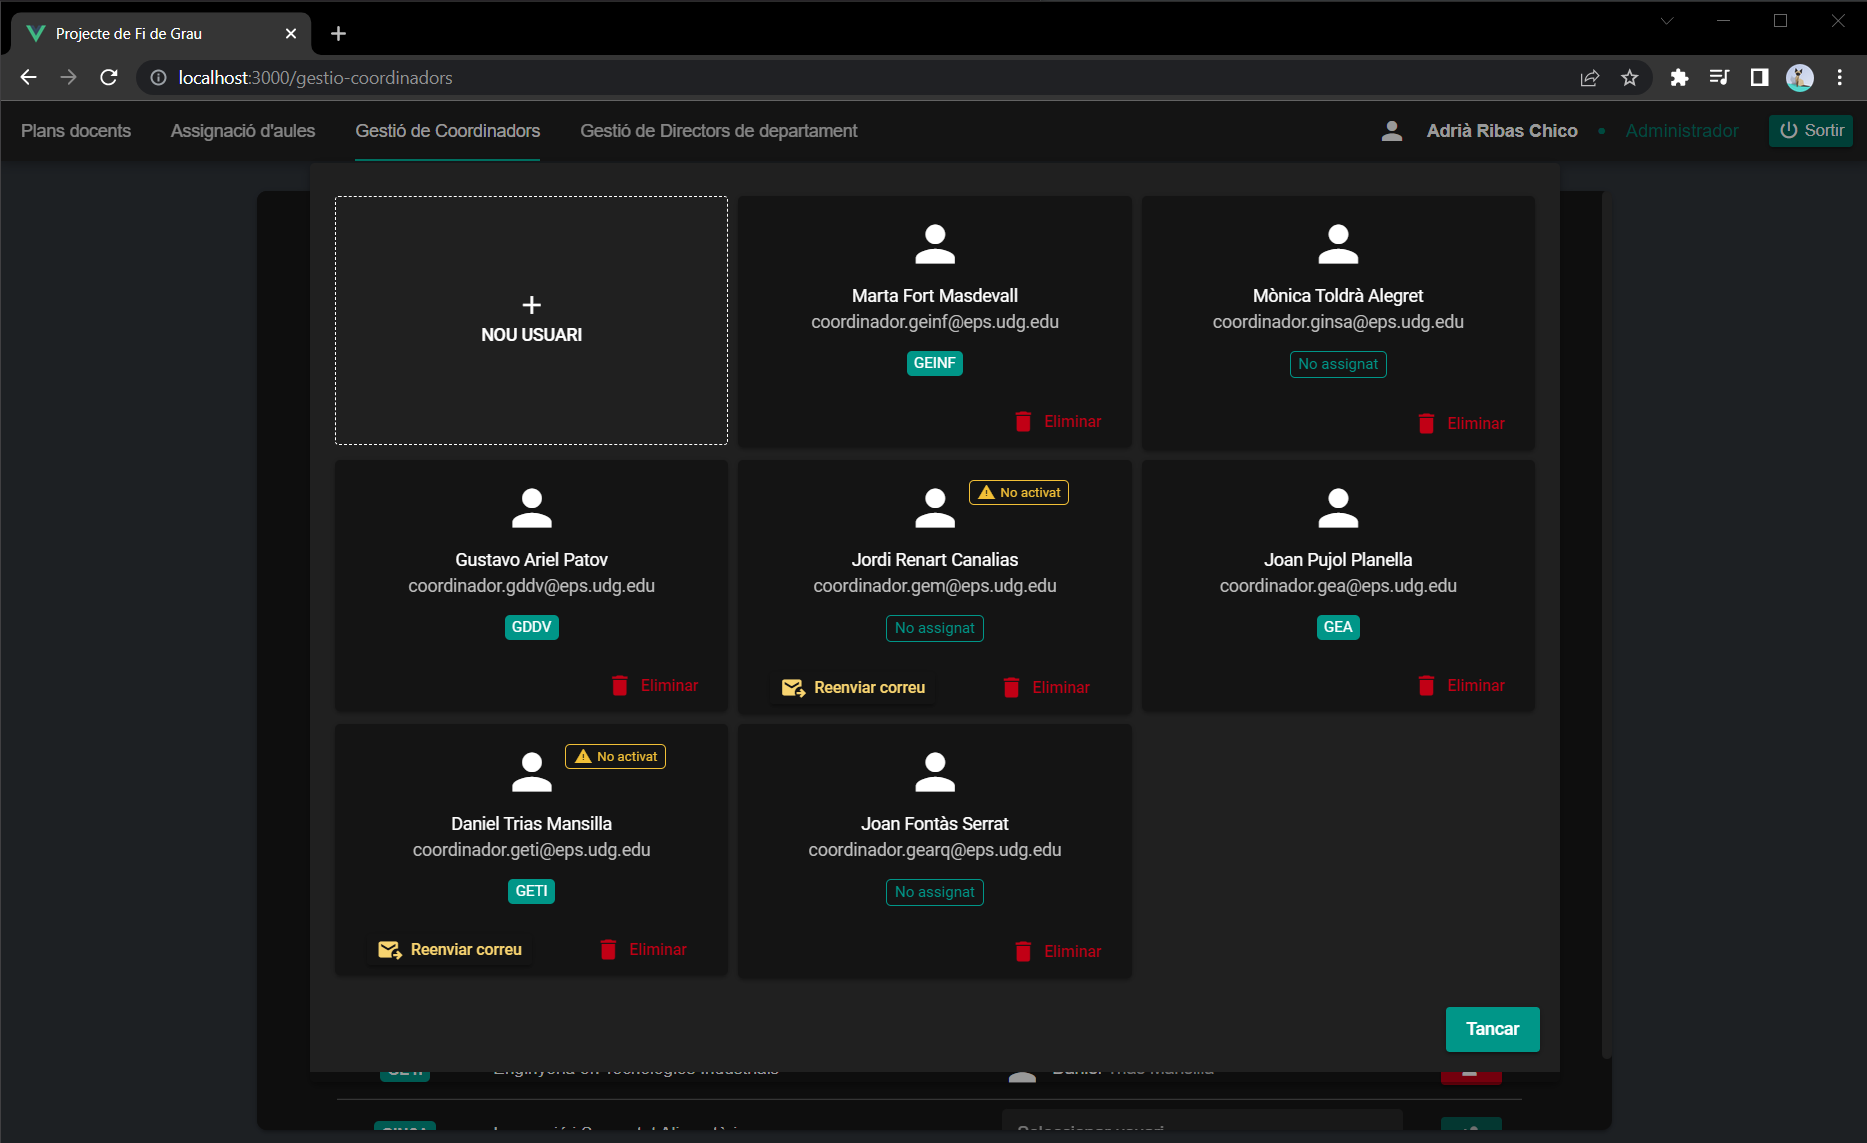 Projecte de Fi de Grau
localhost:3000/gestio-coordinadors
Plans docents
Assignació d'aules
Gestió de Coordinadors
Gestió de Directors de departament
Adrià Ribas Chico • Administrador
Sortir
+
NOU USUARI
Marta Fort Masdevall
coordinador.geinf@eps.udg.edu
GEINF
Eliminar
Mònica Toldrà Alegret
coordinador.ginsa@eps.udg.edu
No assignat
Eliminar
Gustavo Ariel Patov
coordinador.gddv@eps.udg.edu
GDDV
Eliminar
No activat
Jordi Renart Canalias
coordinador.gem@eps.udg.edu
No assignat
Reenviar correu
Eliminar
Joan Pujol Planella
coordinador.gea@eps.udg.edu
GEA
Eliminar
No activat
Daniel Trias Mansilla
coordinador.geti@eps.udg.edu
GETI
Reenviar correu
Eliminar
Joan Fontàs Serrat
coordinador.gearq@eps.udg.edu
No assignat
Eliminar
Tancar